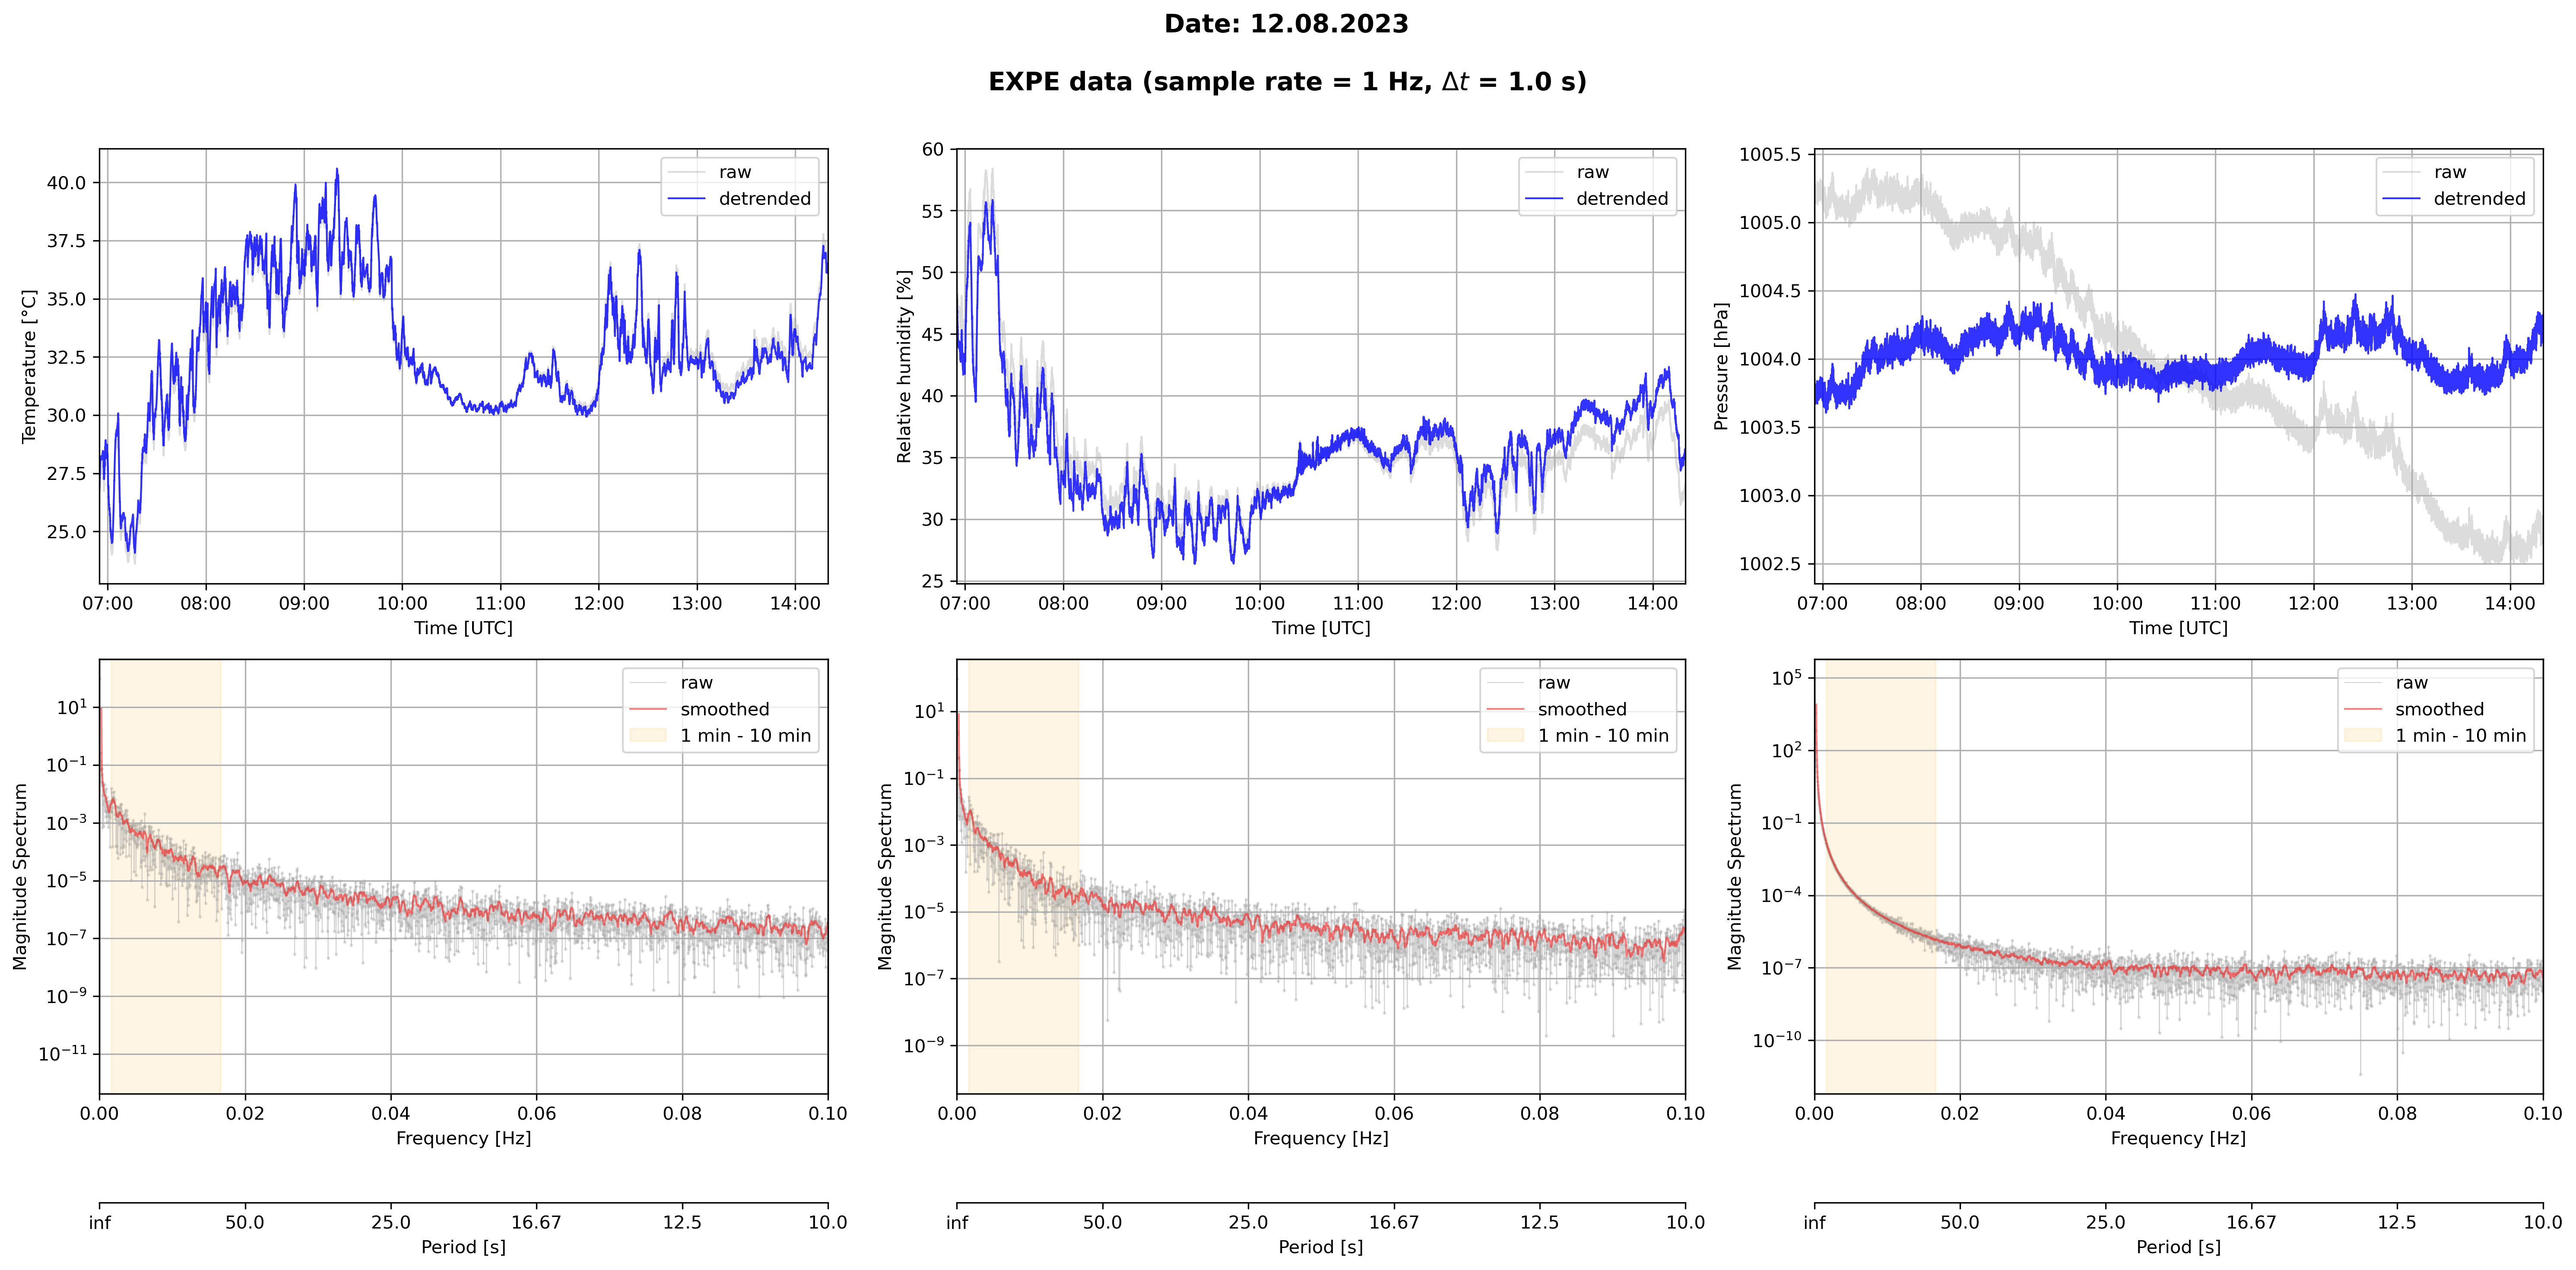 Date: 12.08.2023
EXPE data (sample rate = 1 Hz, Δt = 1.0 s)
Temperature [°C]
40.0
37.5
35.0
32.5
30.0
27.5
25.0
raw
detrended
07:00 08:00 09:00 10:00 11:00 12:00 13:00 14:00
Time [UTC]
Relative humidity [%]
60
55
50
45
40
35
30
25
raw
detrended
07:00 08:00 09:00 10:00 11:00 12:00 13:00 14:00
Time [UTC]
Pressure [hPa]
1005.5
1005.0
1004.5
1004.0
1003.5
1003.0
1002.5
raw
detrended
07:00 08:00 09:00 10:00 11:00 12:00 13:00 14:00
Time [UTC]
Magnitude Spectrum
10¹
10⁻¹
10⁻³
10⁻⁵
10⁻⁷
10⁻⁹
10⁻¹¹
raw
smoothed
1 min - 10 min
0.00 0.02 0.04 0.06 0.08 0.10
Frequency [Hz]
inf 50.0 25.0 16.67 12.5 10.0
Period [s]
Magnitude Spectrum
10¹
10⁻¹
10⁻³
10⁻⁵
10⁻⁷
10⁻⁹
raw
smoothed
1 min - 10 min
0.00 0.02 0.04 0.06 0.08 0.10
Frequency [Hz]
inf 50.0 25.0 16.67 12.5 10.0
Period [s]
Magnitude Spectrum
10⁵
10²
10⁻¹
10⁻⁴
10⁻⁷
10⁻¹⁰
raw
smoothed
1 min - 10 min
0.00 0.02 0.04 0.06 0.08 0.10
Frequency [Hz]
inf 50.0 25.0 16.67 12.5 10.0
Period [s]